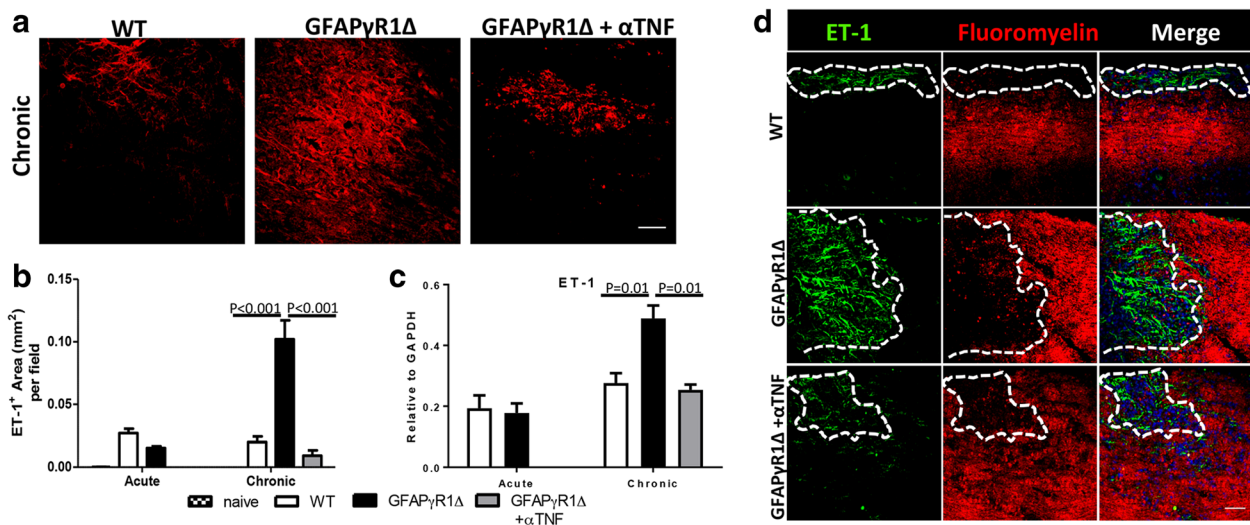 a
WT
GFAPγR1Δ
GFAPγR1Δ + αTNF
Chronic
b
ET-1+ Area (mm2)
per field
0.15
0.10
0.05
0.00
P<0.001
P<0.001
Acute
Chronic
c
ET-1
Relative to GAPDH
0.6
0.4
0.2
0.0
P=0.01
P=0.01
Acute
Chronic
naive
WT
GFAPγR1Δ
GFAPγR1Δ
+αTNF
d
ET-1
Fluoromyelin
Merge
WT
GFAPγR1Δ
GFAPγR1Δ +αTNF